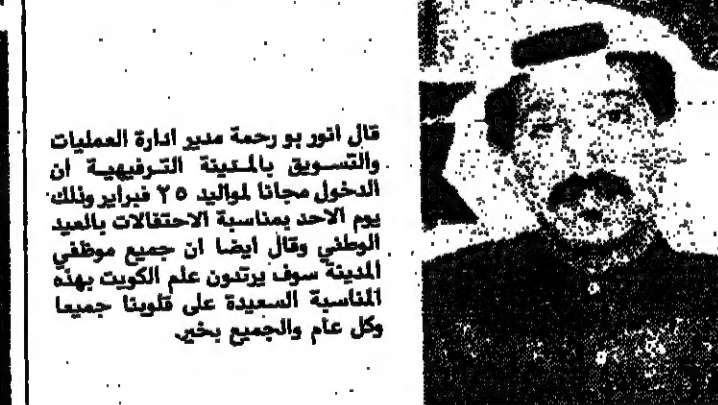 قال انور بو رحمة مدير ادارة العمليات
والتسويق بالمدينة الترفيهية ان
الدخول مجانا لمواليد ٢٥ فبراير وذلك
يوم الاحد بمناسبة الاحتفالات بالعيد
الوطني وقال ايضا ان جميع موظفي
المدينة سوف يرتدون علم الكويت بهذه
المناسبة السعيدة على قلوبنا جميعا
وكل عام والجميع بخير.